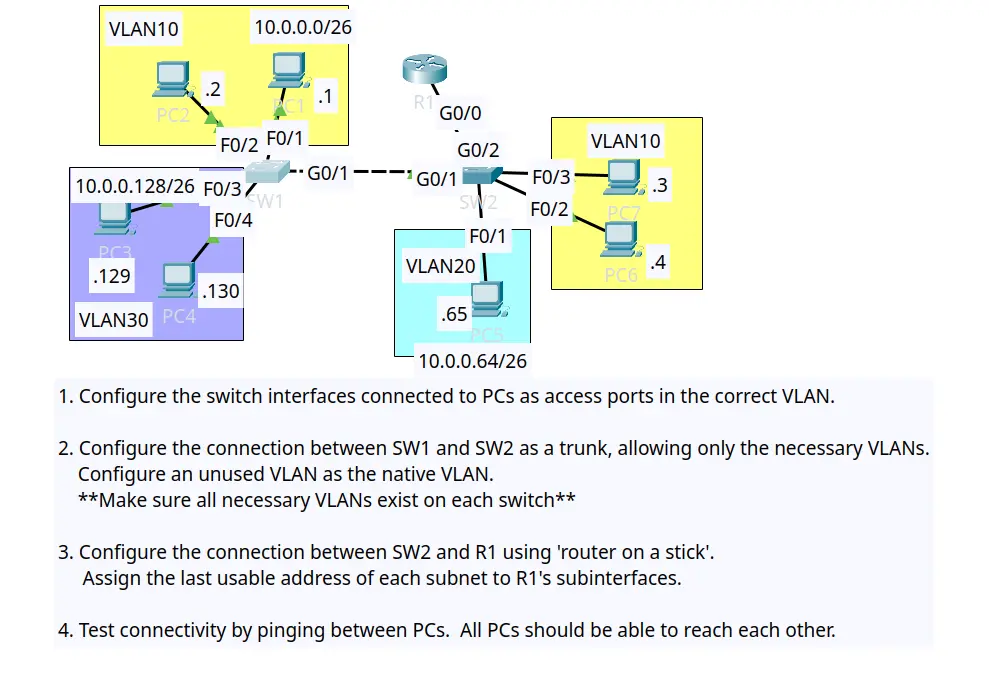 VLAN10
10.0.0.0/26
.2
.1
PC2
PC1
R1
G0/0
F0/2
F0/1
G0/2
VLAN10
10.0.0.128/26
F0/3
G0/1
G0/1
F0/3
.3
SW1
SW2
F0/2
PC7
F0/4
F0/1
PC3
VLAN20
.4
PC6
.129
.130
.65
VLAN30
PC4
PC5
10.0.0.64/26
1. Configure the switch interfaces connected to PCs as access ports in the correct VLAN.
2. Configure the connection between SW1 and SW2 as a trunk, allowing only the necessary VLANs.
Configure an unused VLAN as the native VLAN.
**Make sure all necessary VLANs exist on each switch**
3. Configure the connection between SW2 and R1 using 'router on a stick'.
Assign the last usable address of each subnet to R1's subinterfaces.
4. Test connectivity by pinging between PCs.  All PCs should be able to reach each other.